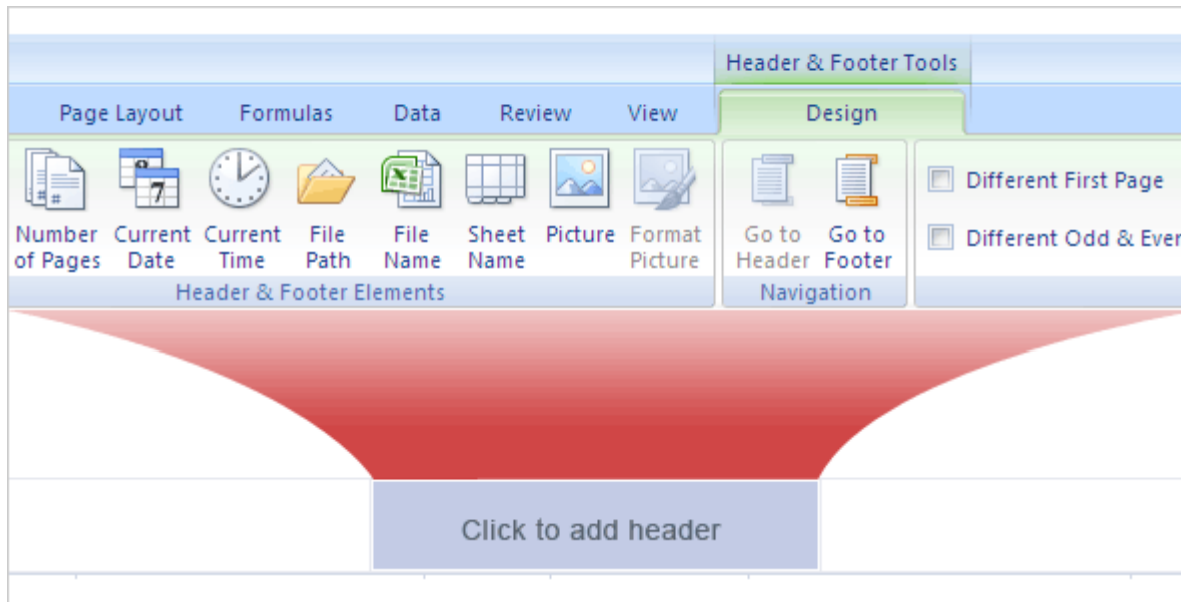 Header & Footer Tools
Page Layout Formulas Data Review View Design
Number of Pages
Current Date
Current Time
File Path
File Name
Sheet Name
Picture
Format Picture
Go to Header
Go to Footer
Different First Page
Different Odd & Ever
Header & Footer Elements
Navigation
Click to add header